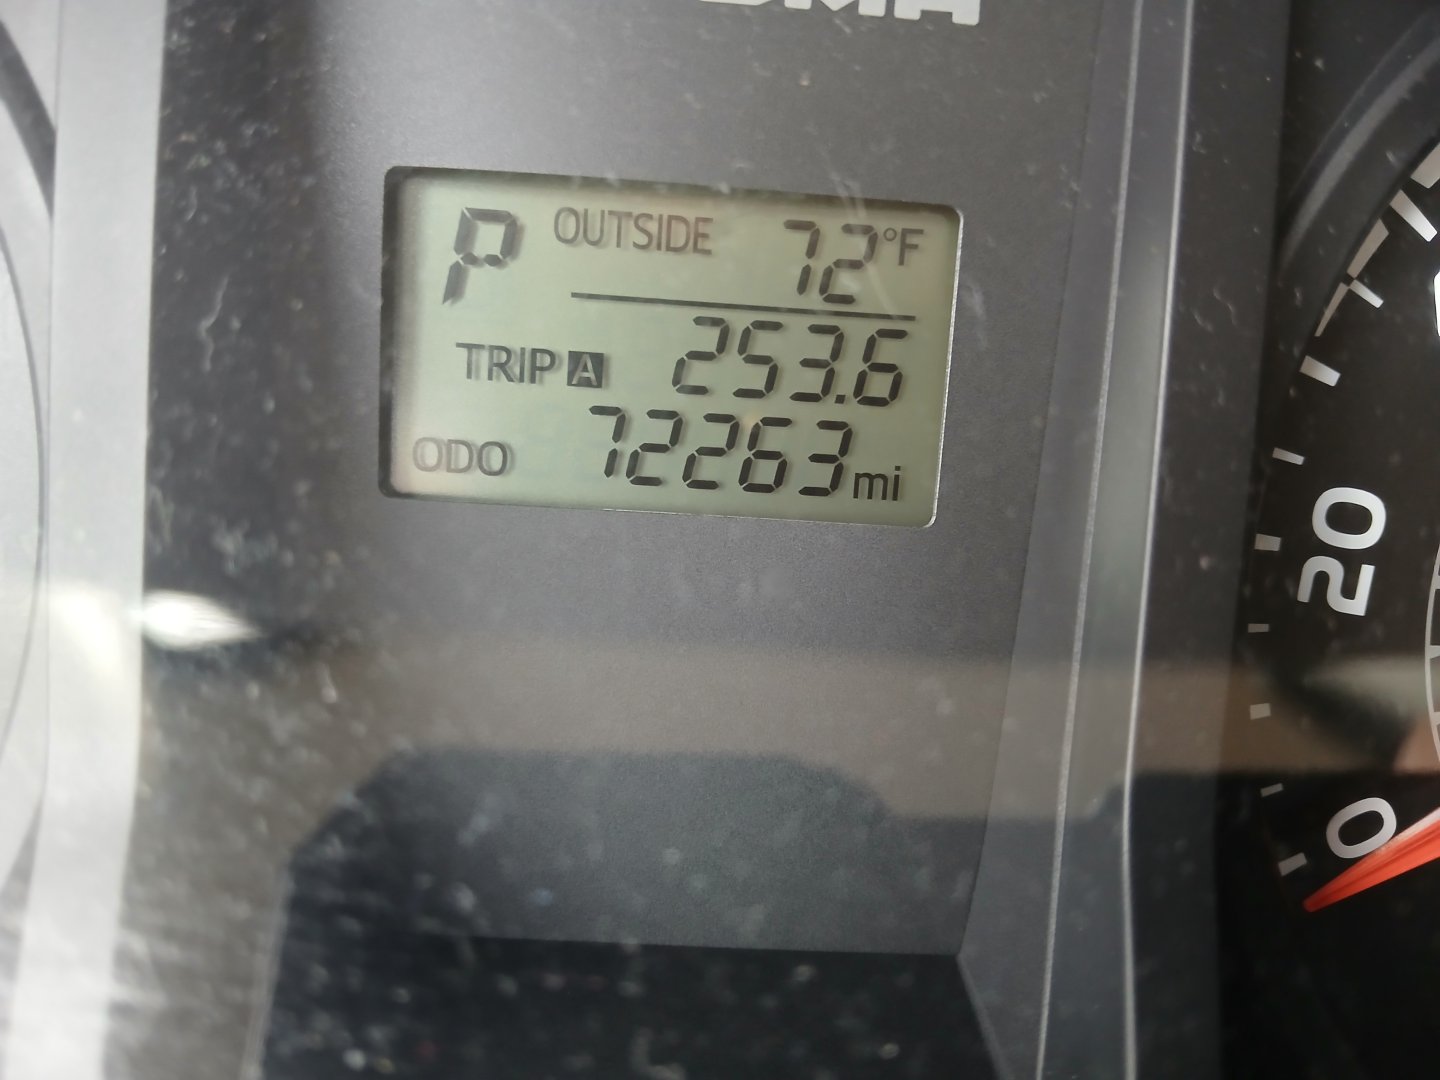 P OUTSIDE 72°F
TRIP A 253.6
ODO 72263 mi
20
0